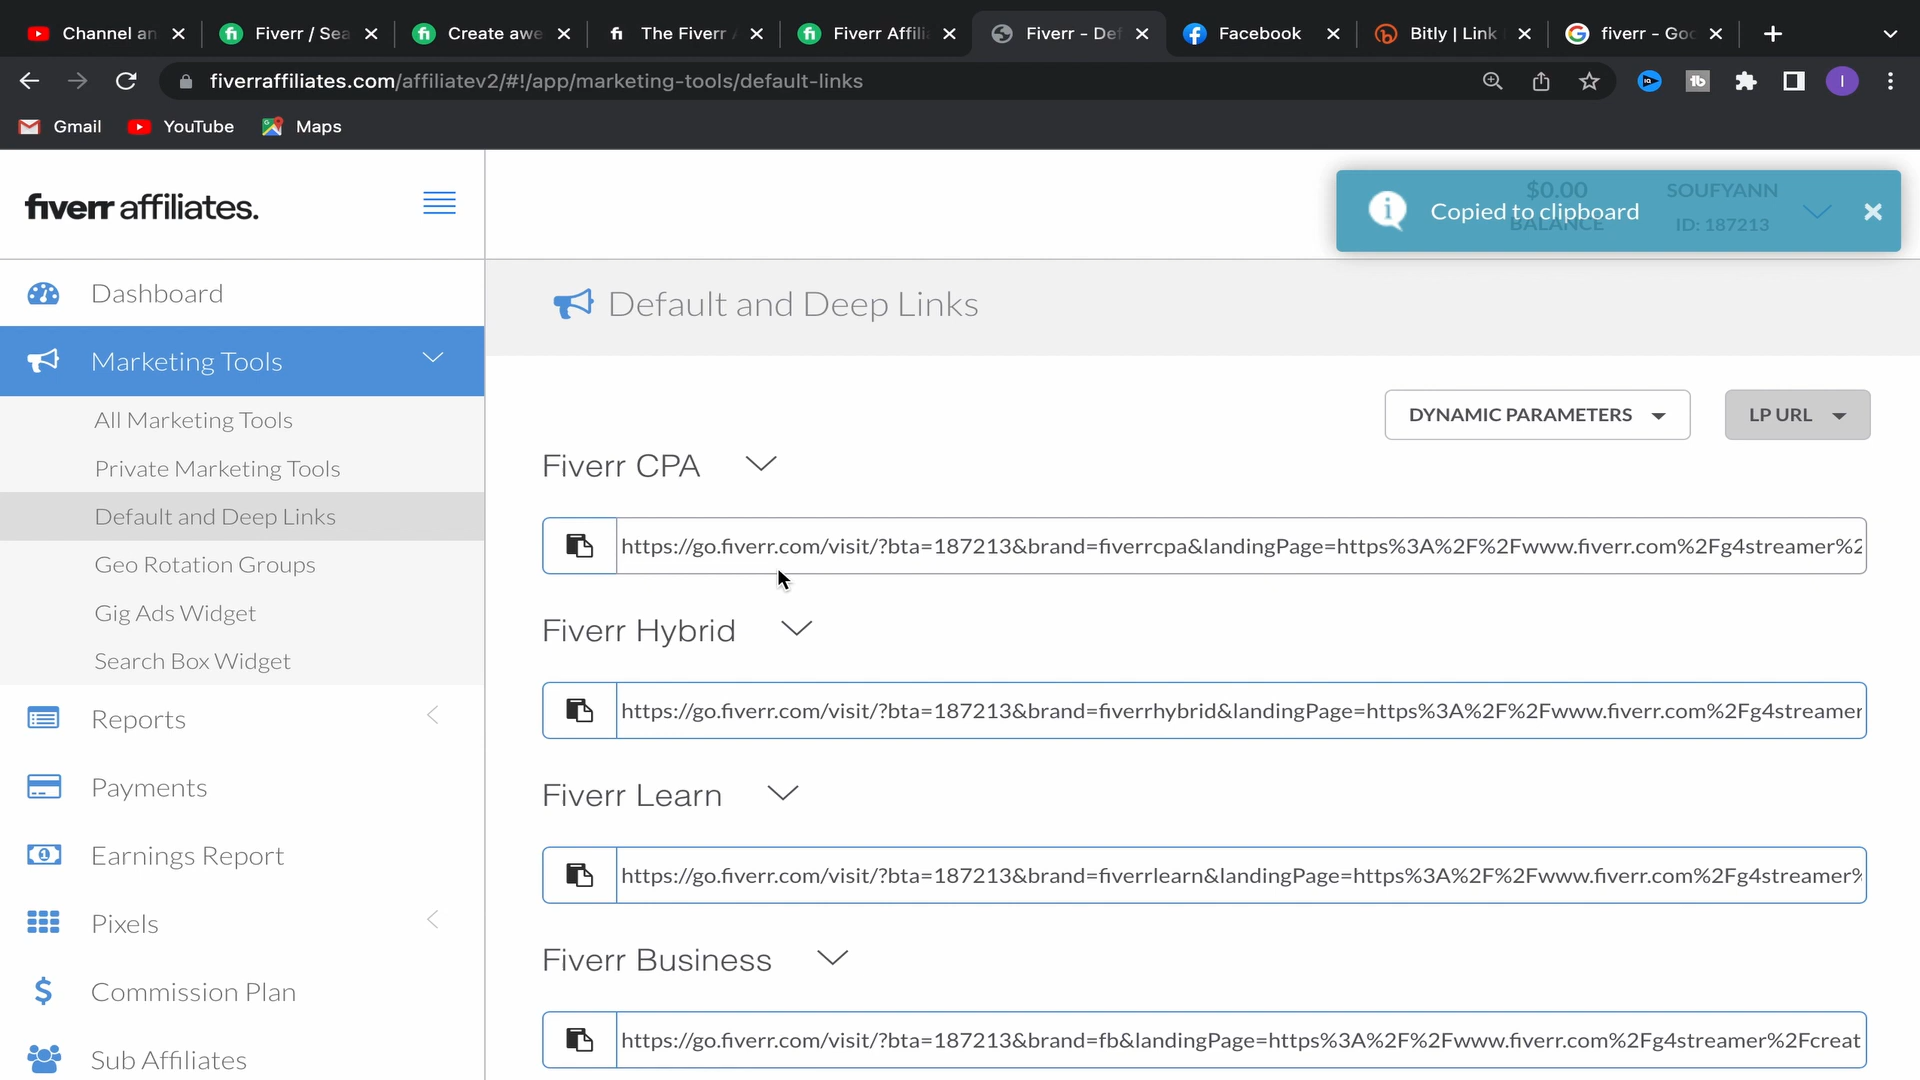 Channel an
Fiverr / Sea
Create awe
The Fiverr A
Fiverr Affili
Fiverr - Def
Facebook
Bitly | Link
fiverr - Goo
fiverraffiliates.com/affiliatev2/#!/app/marketing-tools/default-links
Gmail
YouTube
Maps
fiverr affiliates.
$0.00
BALANCE
SOUFYANN
ID: 187213
Copied to clipboard
Dashboard
Marketing Tools
All Marketing Tools
Private Marketing Tools
Default and Deep Links
Geo Rotation Groups
Gig Ads Widget
Search Box Widget
Reports
Payments
Earnings Report
Pixels
Commission Plan
Sub Affiliates
Default and Deep Links
DYNAMIC PARAMETERS
LP URL
Fiverr CPA
https://go.fiverr.com/visit/?bta=187213&brand=fiverrcpa&landingPage=https%3A%2F%2Fwww.fiverr.com%2Fg4streamer%2
Fiverr Hybrid
https://go.fiverr.com/visit/?bta=187213&brand=fiverrhybrid&landingPage=https%3A%2F%2Fwww.fiverr.com%2Fg4streamer
Fiverr Learn
https://go.fiverr.com/visit/?bta=187213&brand=fiverrlearn&landingPage=https%3A%2F%2Fwww.fiverr.com%2Fg4streamer%
Fiverr Business
https://go.fiverr.com/visit/?bta=187213&brand=fb&landingPage=https%3A%2F%2Fwww.fiverr.com%2Fg4streamer%2Fcreat